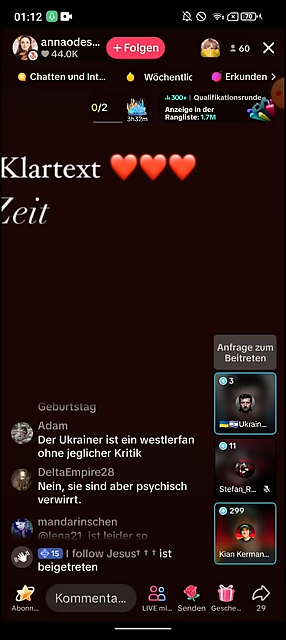 01:12
70
annaodes...
44.0K
+ Folgen
60
Chatten und Int...
Wöchentlic
Erkunden
0/2
3h32m
300+ | Qualifikationsrunde
Anzeige in der
Rangliste: 1.7M
Klartext ❤️❤️❤️
Zeit
Anfrage zum
Beitreten
3
🇺🇦🇮🇱Ukrain...
11
Stefan_R...
299
Kian Kerman...
Geburtstag
Adam
Der Ukrainer ist ein westlerfan
ohne jeglicher Kritik
DeltaEmpire28
Nein, sie sind aber psychisch
verwirrt.
mandarinschen
@lena21 ist leider so
15 I follow Jesus✝ ✝ ✝ ist
beigetreten
Abonn...
Kommenta...
LIVE mi...
Senden
Gesche...
29